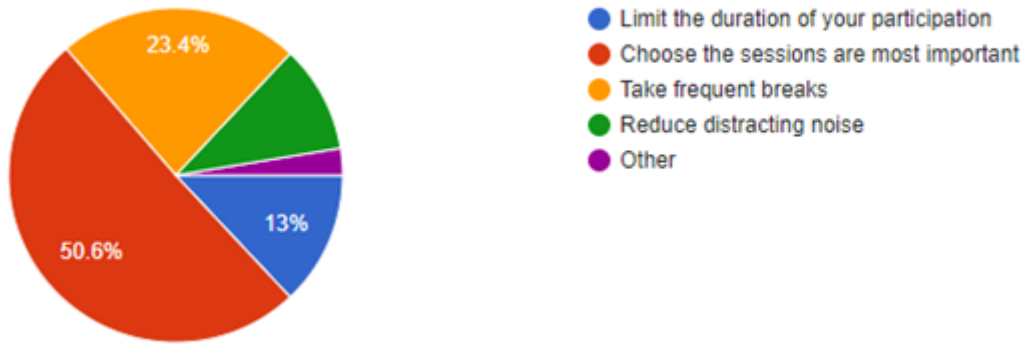 23.4%
50.6%
13%
Limit the duration of your participation
Choose the sessions are most important
Take frequent breaks
Reduce distracting noise
Other